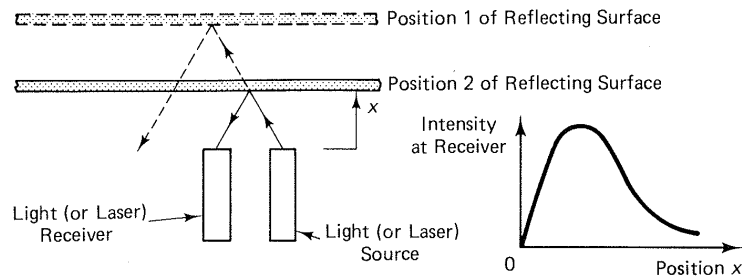 Position 1 of Reflecting Surface
Position 2 of Reflecting Surface
x
Intensity
at Receiver
Light (or Laser)
Receiver
Light (or Laser)
Source
0
Position x